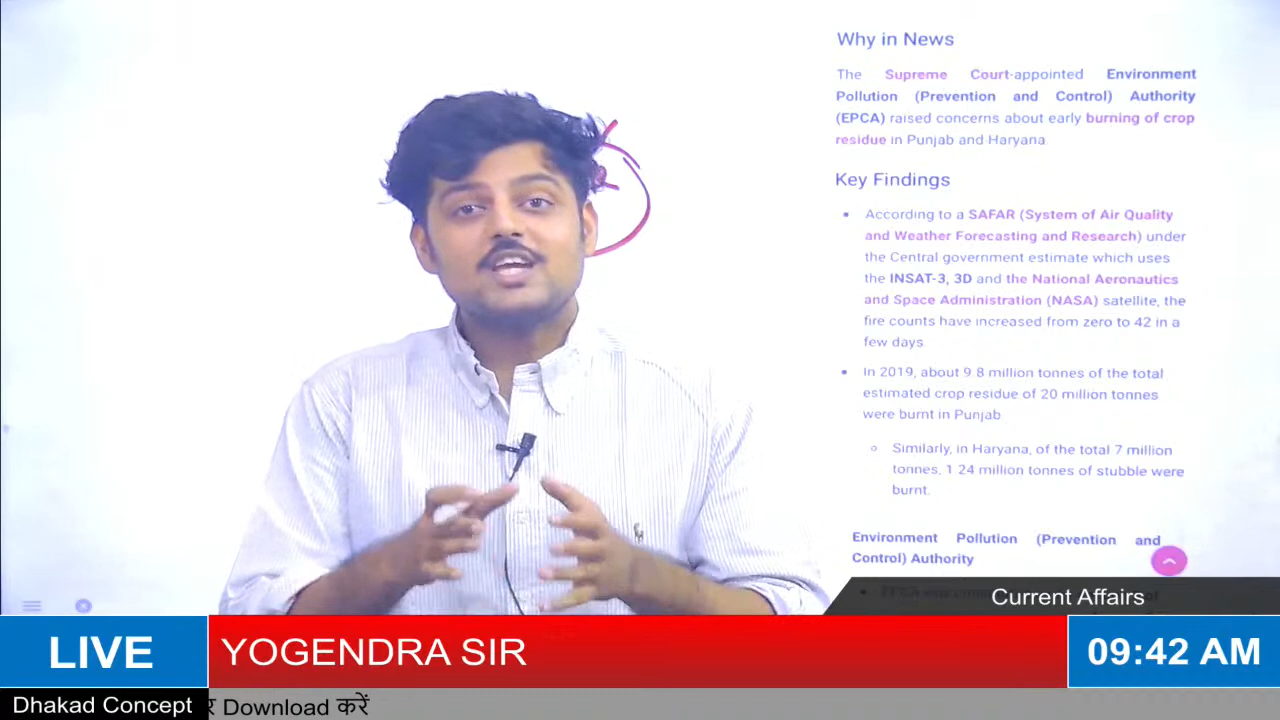 Why in News
The Supreme Court-appointed Environment
Pollution (Prevention and Control) Authority
(EPCA) raised concerns about early burning of crop
residue in Punjab and Haryana.
Key Findings
According to a SAFAR (System of Air Quality
and Weather Forecasting and Research) under
the Central government estimate which uses
the INSAT-3, 3D and the National Aeronautics
and Space Administration (NASA) satellite, the
fire counts have increased from zero to 42 in a
few days
In 2019, about 9 8 million tonnes of the total
estimated crop residue of 20 million tonnes
were burnt in Punjab
Similarly, in Haryana, of the total 7 million
tonnes, 1 24 million tonnes of stubble were
burnt.
Environment Pollution (Prevention and
Control) Authority
Current Affairs
LIVE
YOGENDRA SIR
09:42 AM
Dhakad Concept
Download करें